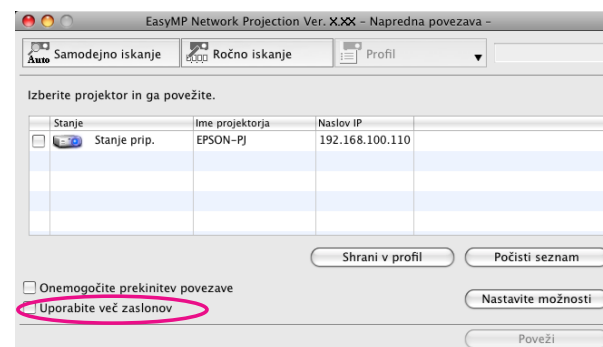 EasyMP Network Projection Ver. X.XX – Napredna povezava –
Auto Samodejno iskanje Ročno iskanje Profil
Izberite projektor in ga povežite.
Stanje Ime projektorja Naslov IP
Stanje prip. EPSON-PJ 192.168.100.110
Shrani v profil Počisti seznam
Onemogočite prekinitev povezave
Nastavite možnosti
Uporabite več zaslonov
Poveži